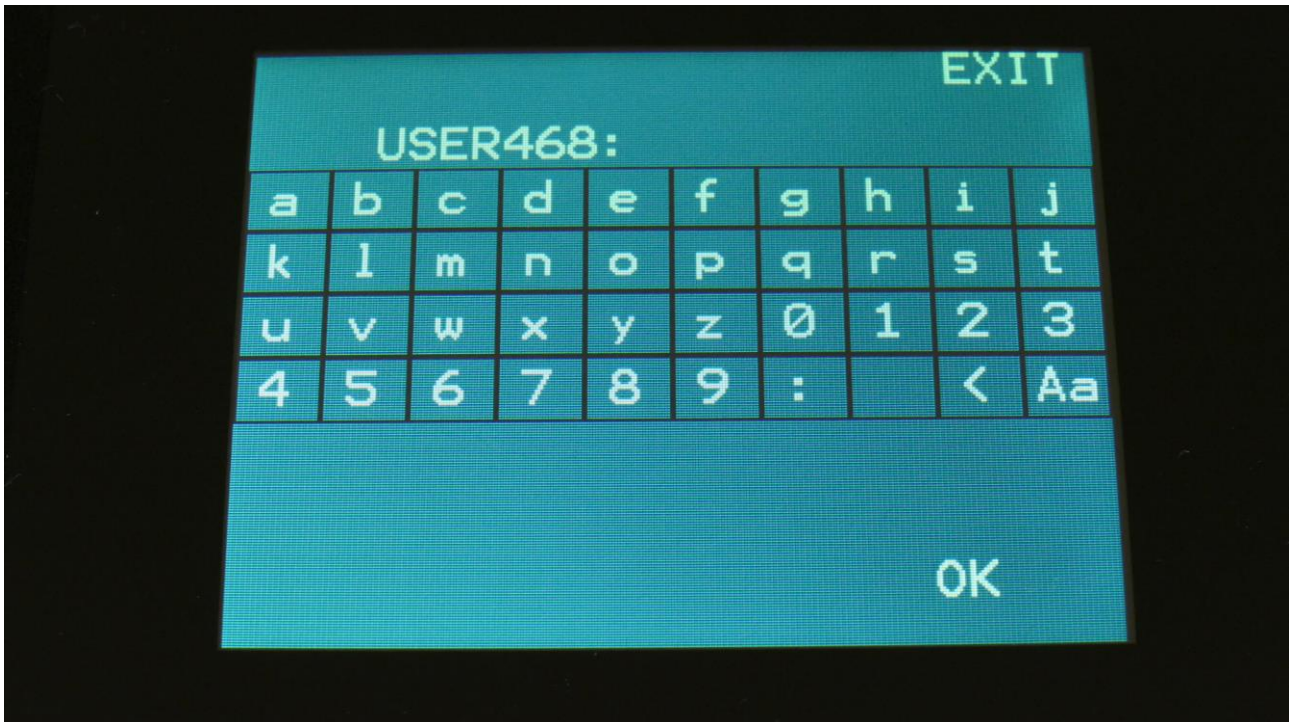 EXIT
USER468:
a b c d e f g h i j
k l m n o p q r s t
u v w x y z 0 1 2 3
4 5 6 7 8 9 : < Aa
OK